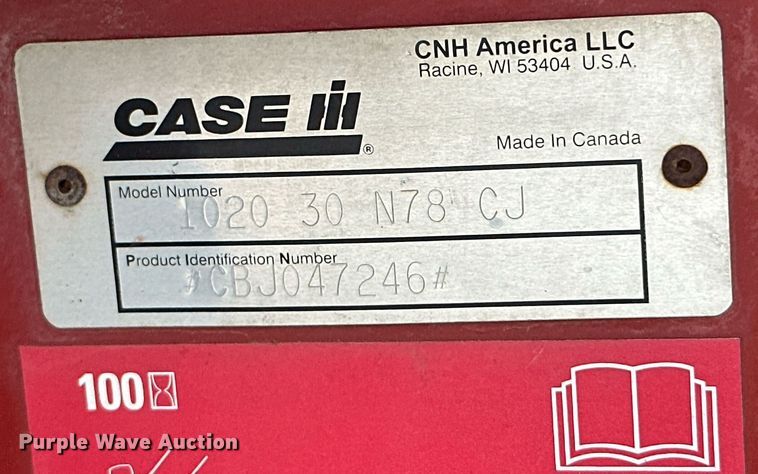 CNH America LLC
Racine, WI 53404 U.S.A.
CASE IH
®
Made In Canada
Model Number
1020 30 N78 CJ
Product Identification Number
#CBJ047246#
100
Purple Wave Auction